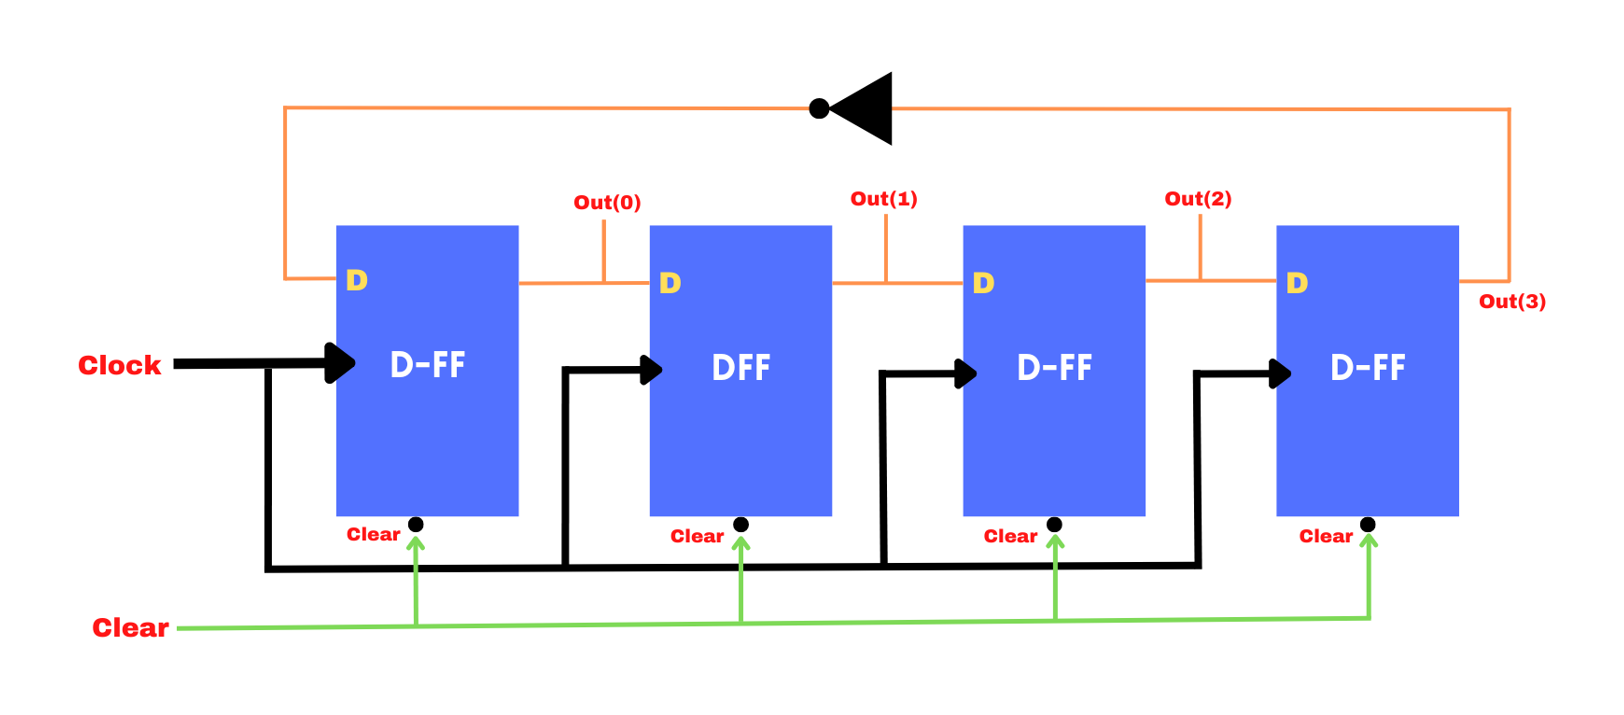 Out(0)
Out(1)
Out(2)
D
D
D
D
Out(3)
Clock
D-FF
DFF
D-FF
D-FF
Clear
Clear
Clear
Clear
Clear